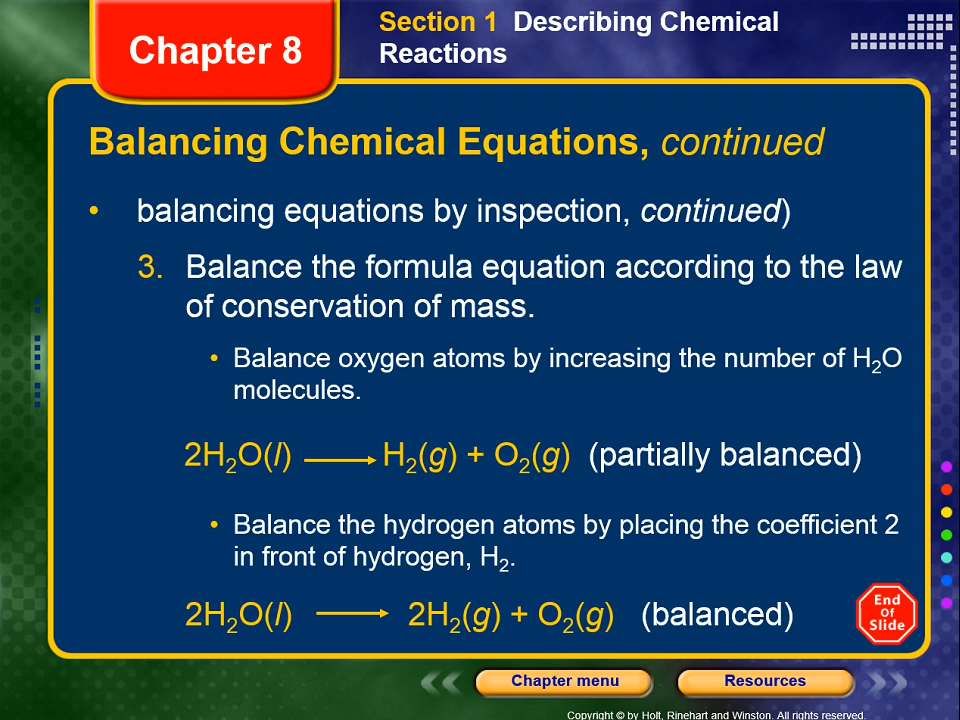 Chapter 8
Section 1 Describing Chemical
Reactions
Balancing Chemical Equations, continued
• balancing equations by inspection, continued)
3. Balance the formula equation according to the law
of conservation of mass.
• Balance oxygen atoms by increasing the number of H₂O
molecules.
2H₂O(l) → H₂(g) + O₂(g) (partially balanced)
• Balance the hydrogen atoms by placing the coefficient 2
in front of hydrogen, H₂.
2H₂O(l) → 2H₂(g) + O₂(g) (balanced)
End
Of
Slide
Chapter menu
Resources
Copyright © by Holt, Rinehart and Winston. All rights reserved.